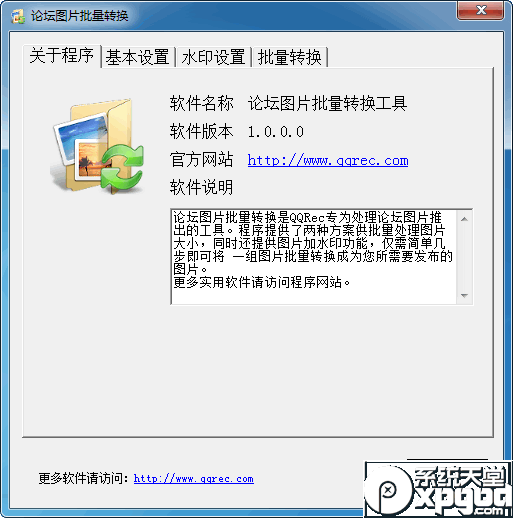 论坛图片批量转换
关于程序 基本设置 水印设置 批量转换
软件名称 论坛图片批量转换工具
软件版本 1.0.0.0
官方网站 http://www.qqrec.com
软件说明
论坛图片批量转换是QQRec专为处理论坛图片推
出的工具。程序提供了两种方案供批量处理图片
大小，同时还提供图片加水印功能，仅需简单几
步即可将 一组图片批量转换成为您所需要发布的
图片。
更多实用软件请访问程序网站。
更多软件请访问：http://www.qqrec.com
系统天堂
Pxpgod
.com